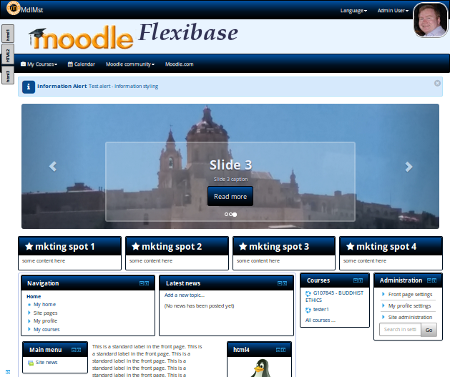 MdlMst
Language
Admin User
moodle Flexibase
html1
HTML2
html3
My Courses
Calendar
Moodle community
Moodle.com
Information Alert Test alert - Information styling
Slide 3
Slide 3 caption
Read more
mkting spot 1
mkting spot 2
mkting spot 3
mkting spot 4
some content here
some content here
some content here
some content here
Navigation
Home
My home
Site pages
My profile
My courses
Latest news
Add a new topic...
(No news has been posted yet)
Courses
G107543 - BUDDHIST
ETHICS
tester1
All courses ...
Administration
Front page settings
My profile settings
Site administration
Search in sett
Go
Main menu
Site news
This is a standard label in the front page. This is
a standard label in the front page. This is a
standard label in the front page. This is a
standard label in the front page. This is a
html4